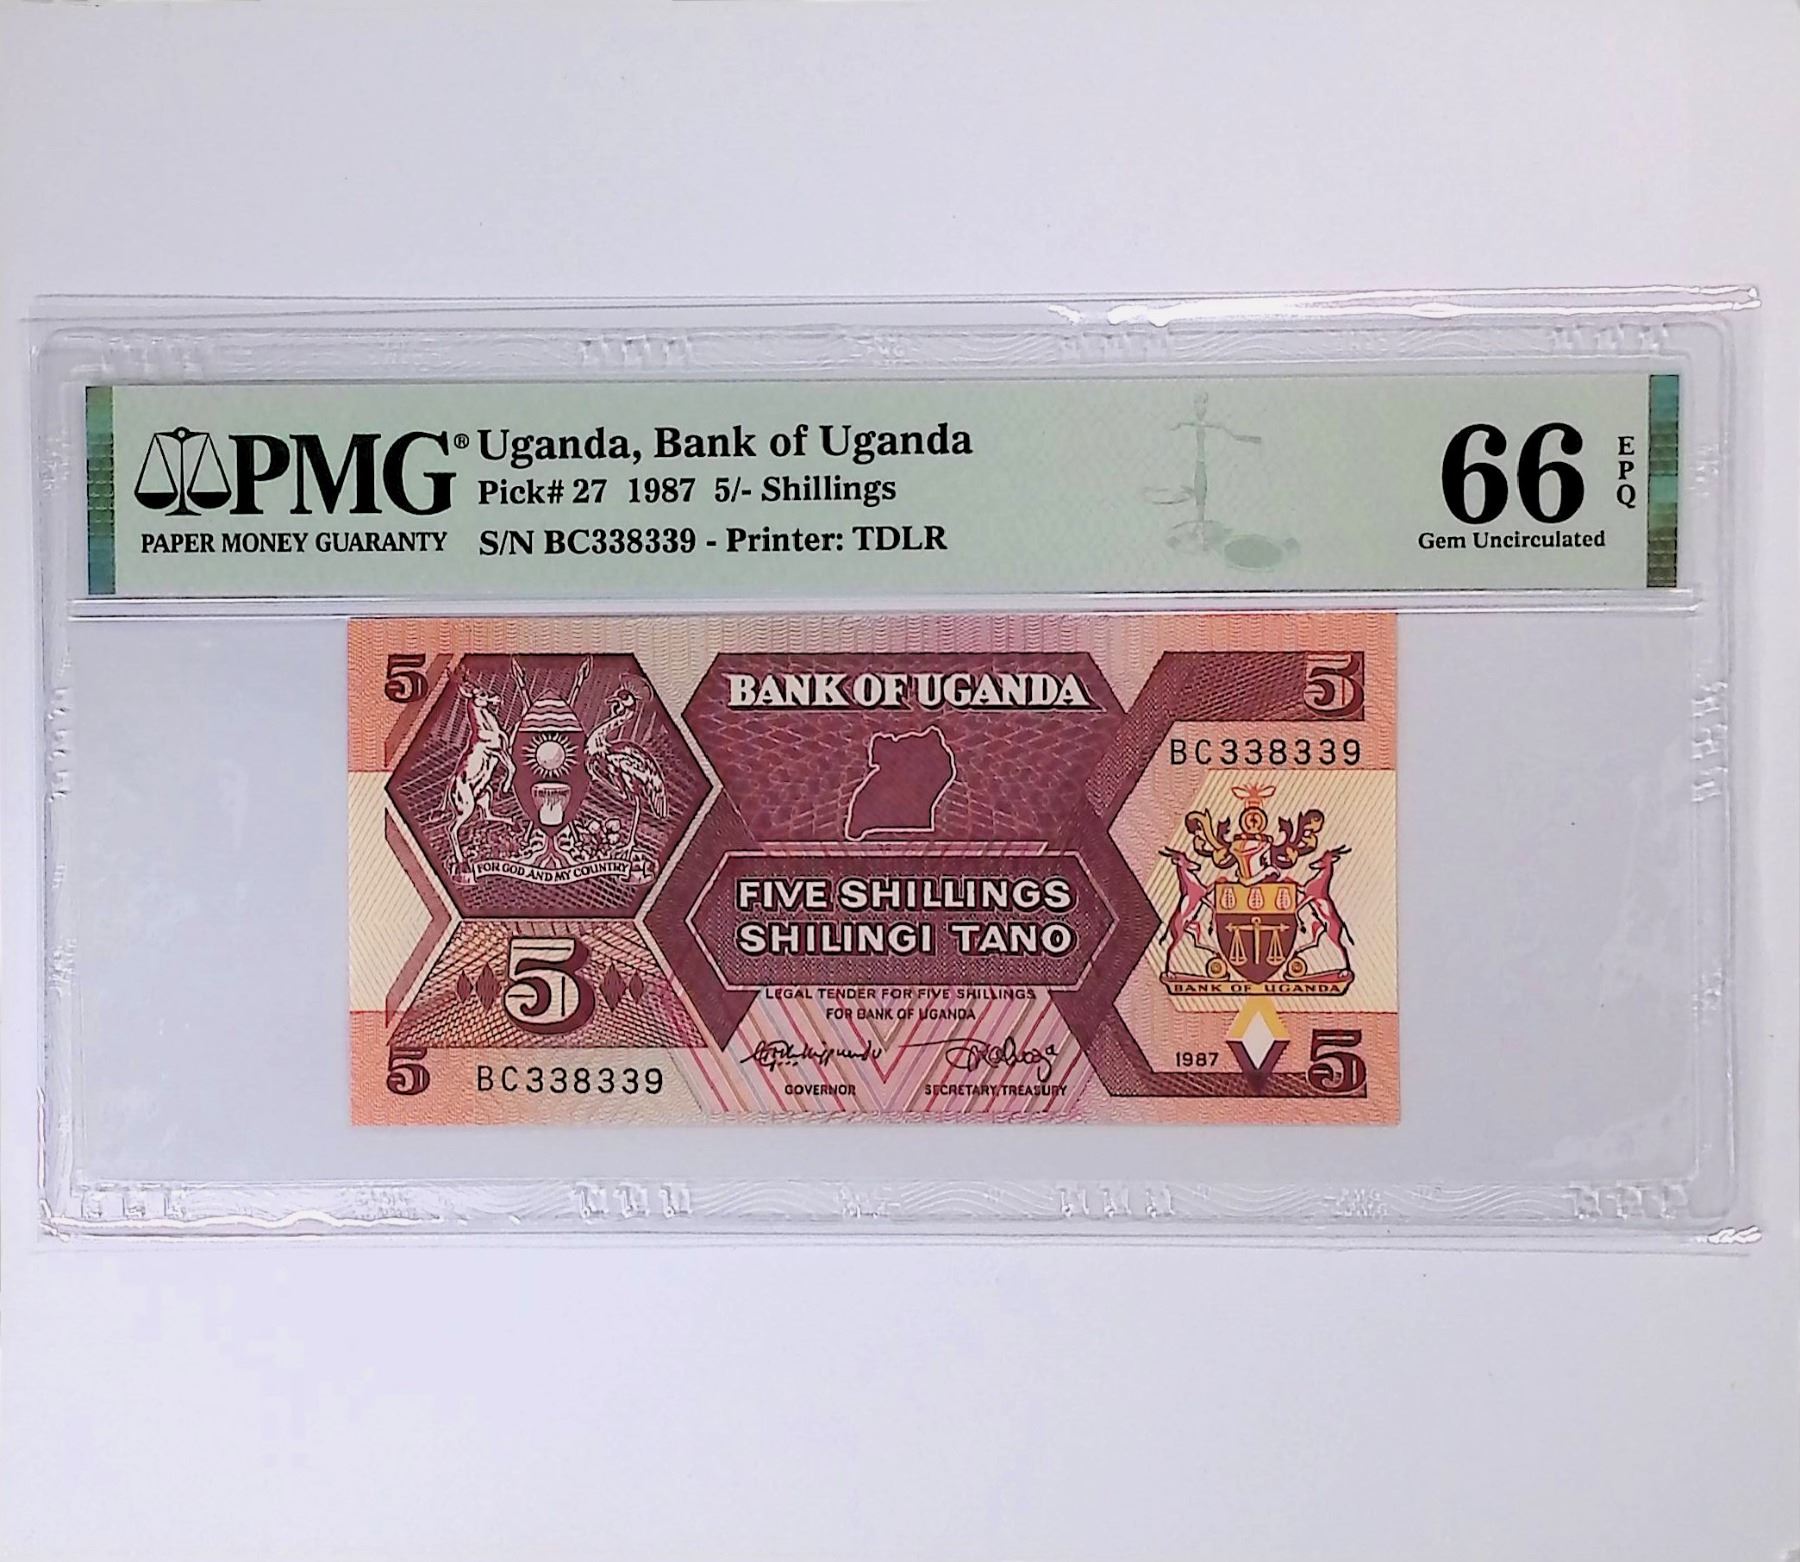 PMG® Uganda, Bank of Uganda
Pick# 27 1987 5/- Shillings
PAPER MONEY GUARANTY S/N BC338339 - Printer: TDLR
66 EPQ
Gem Uncirculated
5 BANK OF UGANDA 5
BC338339
FOR GOD AND MY COUNTRY
FIVE SHILLINGS
SHILINGI TANO
5
BANK OF UGANDA
LEGAL TENDER FOR FIVE SHILLINGS
FOR BANK OF UGANDA
5 BC338339
GOVERNOR SECRETARY, TREASURY
1987 5